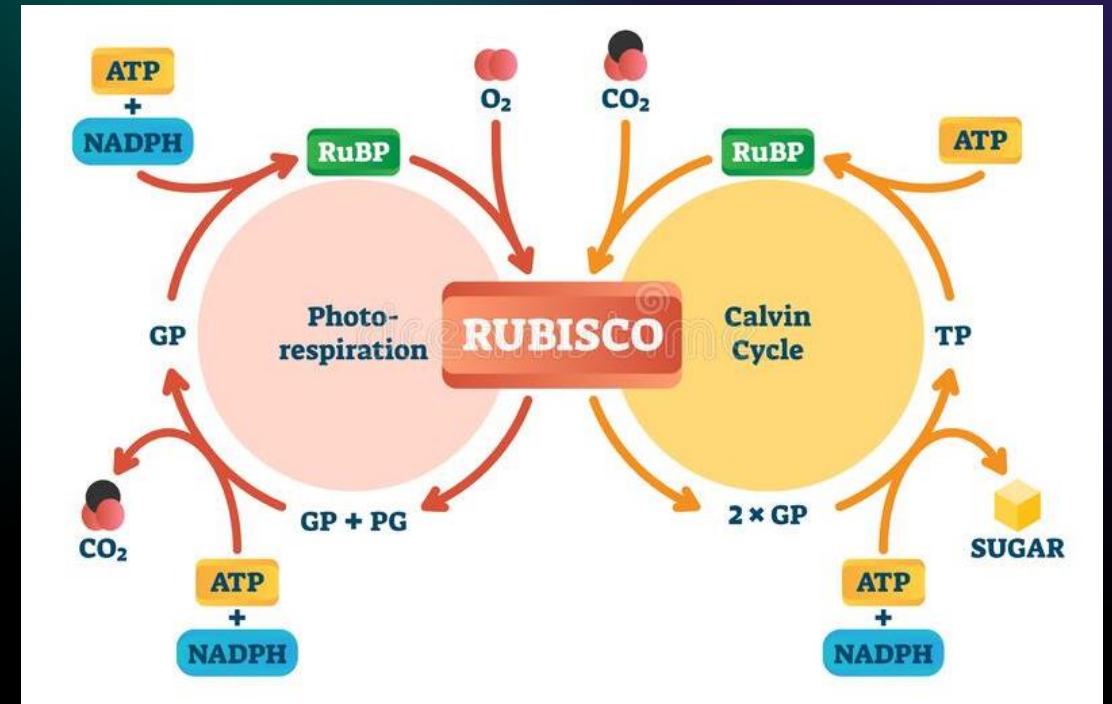 ATP
+
NADPH
O₂
CO₂
RuBP
RuBP
ATP
GP
Photo-
respiration
RUBISCO
Calvin
Cycle
TP
CO₂
GP + PG
2 × GP
SUGAR
ATP
+
NADPH
ATP
+
NADPH